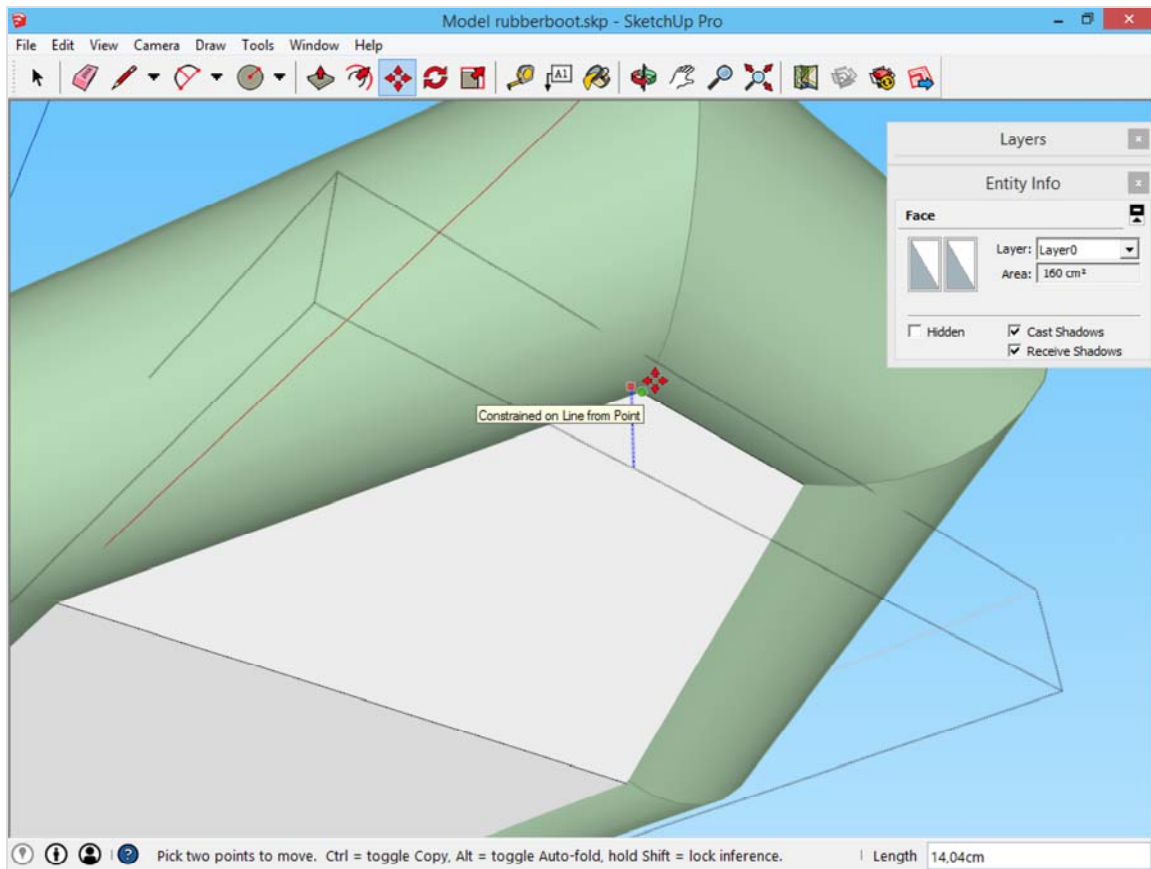 Model rubberboot.skp - SketchUp Pro
File Edit View Camera Draw Tools Window Help
A1
Layers
Entity Info
Face
Layer: Layer0
Area: 160 cm²
Hidden Cast Shadows
Receive Shadows
Constrained on Line from Point
Pick two points to move. Ctrl = toggle Copy, Alt = toggle Auto-fold, hold Shift = lock inference. Length 14,04cm